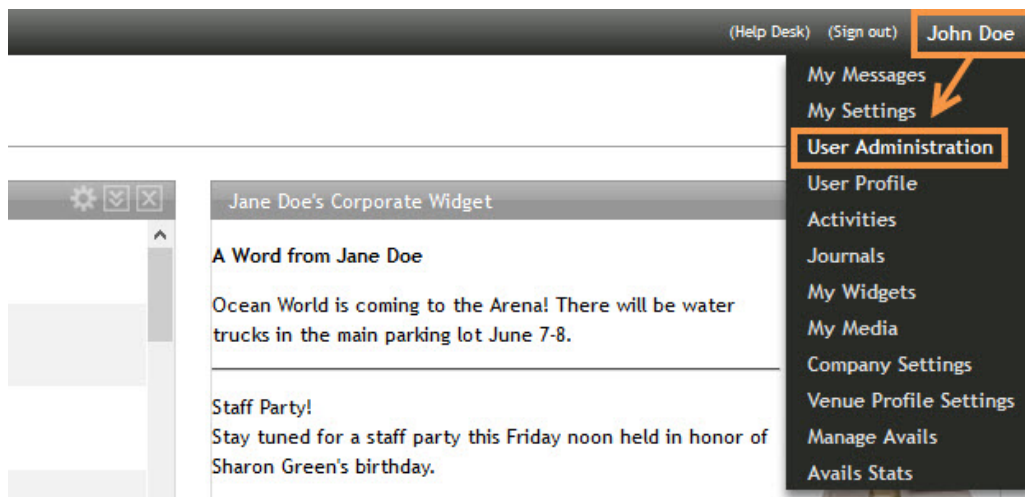 (Help Desk) (Sign out) John Doe
My Messages
My Settings
User Administration
User Profile
Activities
Journals
My Widgets
My Media
Company Settings
Venue Profile Settings
Manage Avails
Avails Stats
Jane Doe's Corporate Widget
A Word from Jane Doe
Ocean World is coming to the Arena! There will be water
trucks in the main parking lot June 7-8.
Staff Party!
Stay tuned for a staff party this Friday noon held in honor of
Sharon Green's birthday.